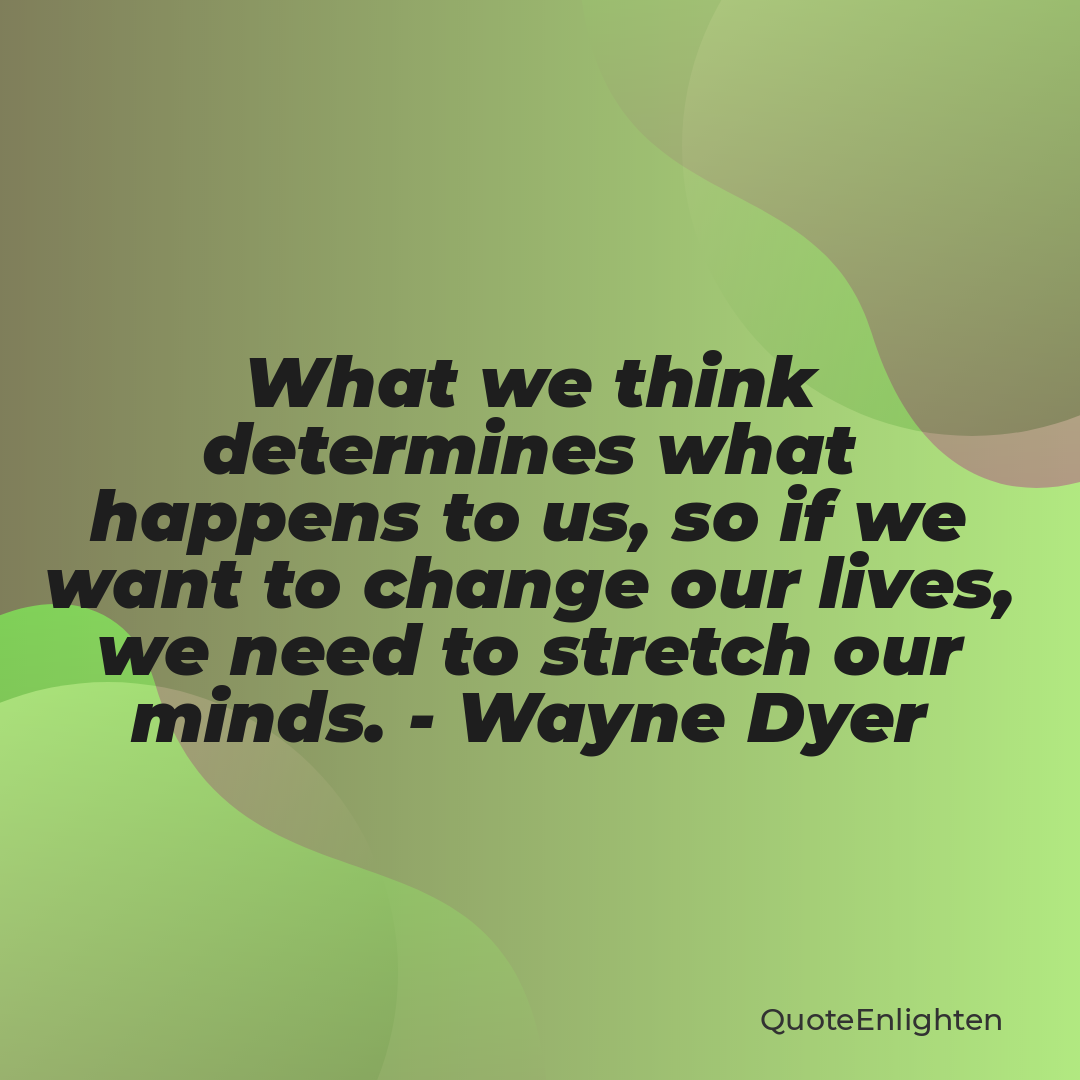 What we think
determines what
happens to us, so if we
want to change our lives,
we need to stretch our
minds. - Wayne Dyer
QuoteEnlighten